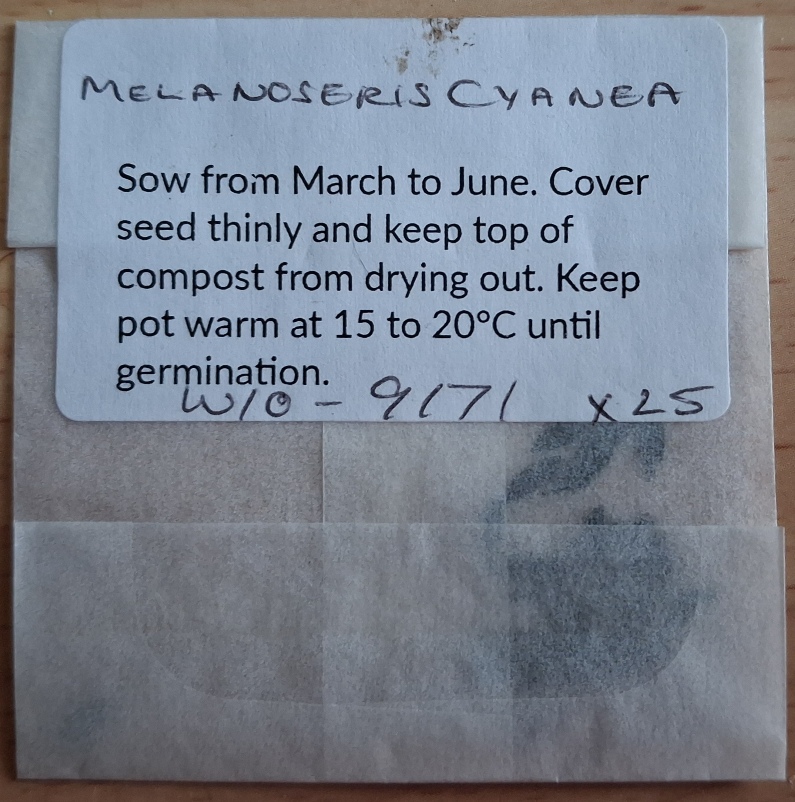 MELANOSERIS CYANEA
Sow from March to June. Cover
seed thinly and keep top of
compost from drying out. Keep
pot warm at 15 to 20°C until
germination.
W/O - 9171 x25